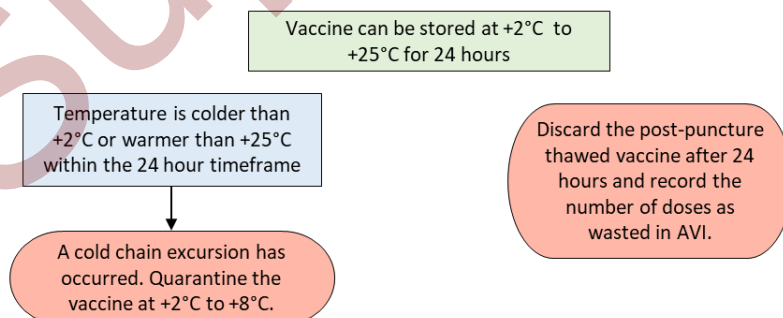 Vaccine can be stored at +2°C to
+25°C for 24 hours
Temperature is colder than
+2°C or warmer than +25°C
within the 24 hour timeframe
Discard the post-puncture
thawed vaccine after 24
hours and record the
number of doses as
wasted in AVI.
A cold chain excursion has
occurred. Quarantine the
vaccine at +2°C to +8°C.